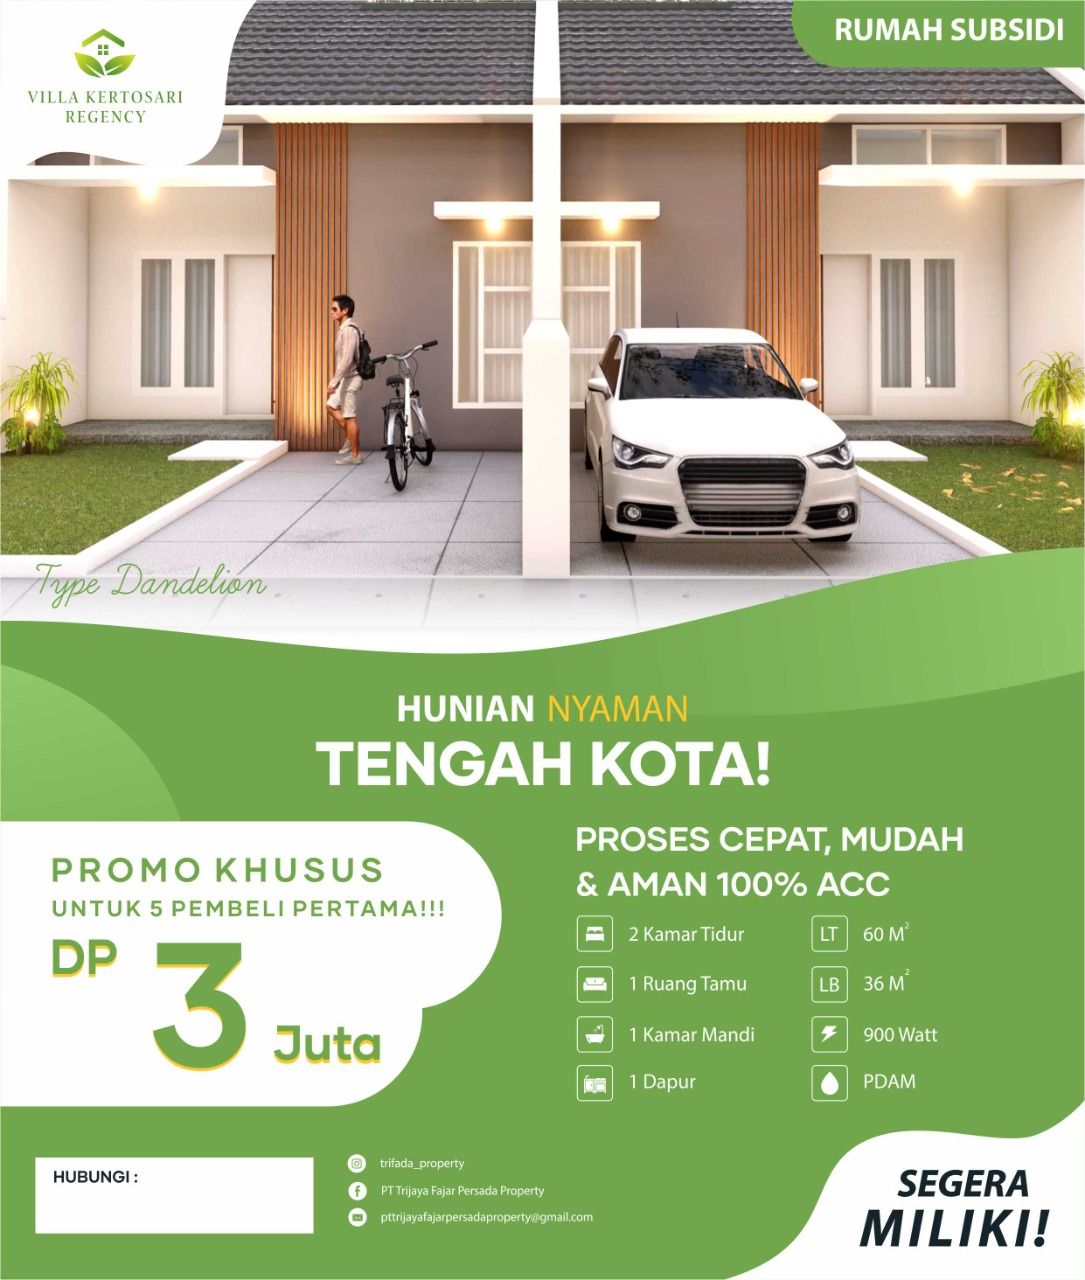 VILLA KERTOSARI
REGENCY
RUMAH SUBSIDI
Type Dandelion
HUNIAN NYAMAN
TENGAH KOTA!
PROMO KHUSUS
UNTUK 5 PEMBELI PERTAMA!!!
DP 3 Juta
PROSES CEPAT, MUDAH
& AMAN 100% ACC
2 Kamar Tidur
1 Ruang Tamu
1 Kamar Mandi
1 Dapur
LT 60 M²
LB 36 M²
900 Watt
PDAM
HUBUNGI :
trifada_property
PT Trijaya Fajar Persada Property
pttrijayafajarpersadaproperty@gmail.com
SEGERA
MILIKI!